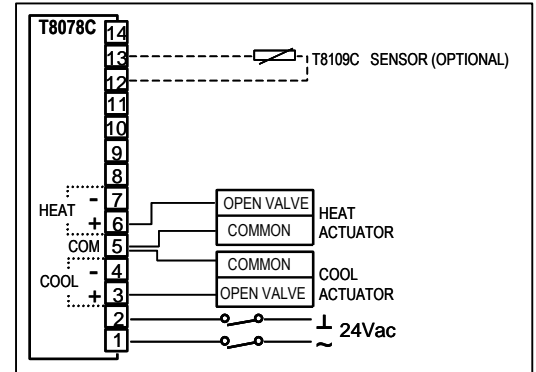 T8078C 14
13 T8109C SENSOR (OPTIONAL)
12
11
10
9
8
- 7 OPEN VALVE
HEAT HEAT
+ 6 COMMON ACTUATOR
COM 5
- 4 COMMON
COOL COOL
+ 3 OPEN VALVE ACTUATOR
2 ⊥
24Vac
1 ~